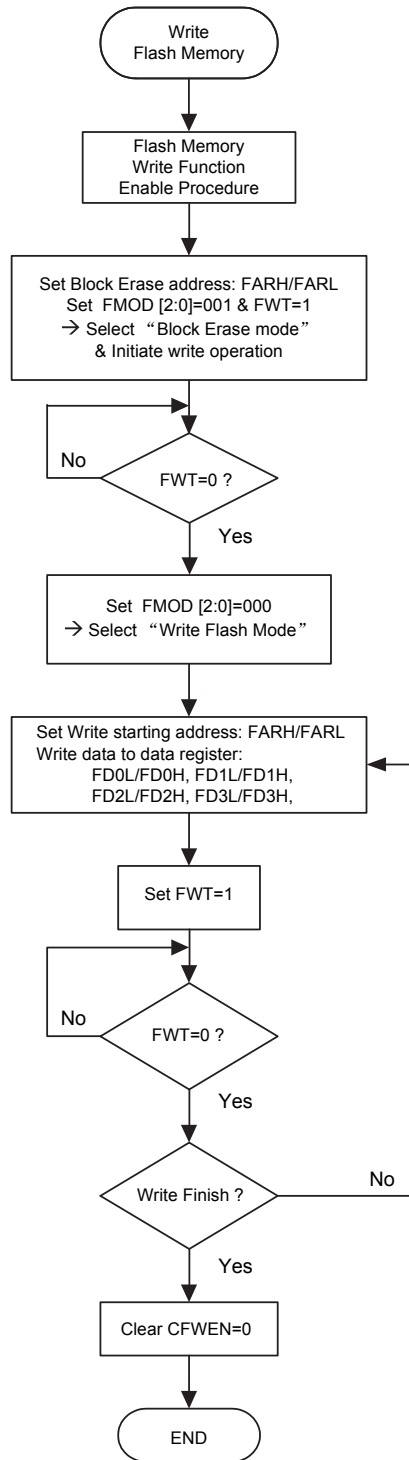 Write
Flash Memory
Flash Memory
Write Function
Enable Procedure
Set Block Erase address: FARH/FARL
Set FMOD [2:0]=001 & FWT=1
→ Select “Block Erase mode”
& Initiate write operation
No
FWT=0 ?
Yes
Set FMOD [2:0]=000
→ Select “Write Flash Mode”
Set Write starting address: FARH/FARL
Write data to data register:
FD0L/FD0H, FD1L/FD1H,
FD2L/FD2H, FD3L/FD3H,
Set FWT=1
No
FWT=0 ?
Yes
Write Finish ?
No
Yes
Clear CFWEN=0
END